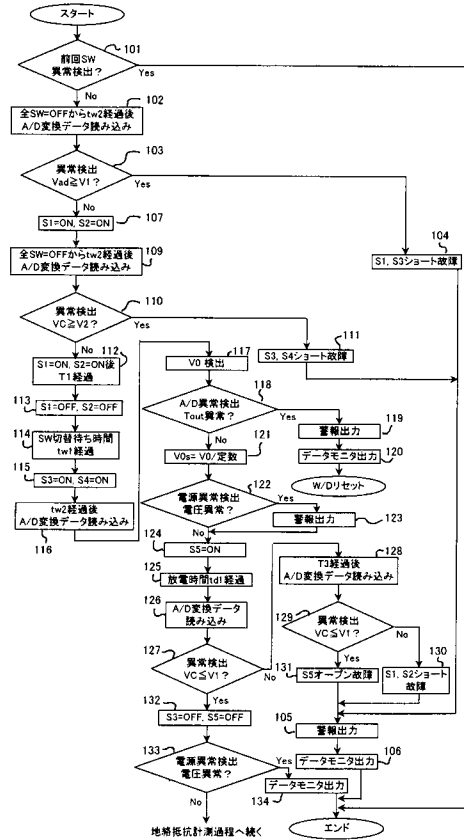 スタート
101
前回SW
異常検出？
Yes
No
102
全SW=OFFからtw2経過後
A/D変換データ読み込み
103
異常検出
Vad≧V1？
Yes
No
107
S1=ON, S2=ON
104
S1, S3ショート故障
109
全SW=OFFからtw2経過後
A/D変換データ読み込み
110
異常検出
VC≧V2？
Yes
No
111
S3, S4ショート故障
112
S1=ON, S2=ON後
T1経過
113
S1=OFF, S2=OFF
114
SW切替待ち時間
tw1経過
115
S3=ON, S4=ON
116
tw2経過後
A/D変換データ読み込み
117
V0 検出
118
A/D異常検出
Tout異常？
Yes
No
119
警報出力
120
データモニタ出力
W/Dリセット
121
V0s= V0/定数
122
電源異常検出
電圧異常？
Yes
No
123
警報出力
124
S5=ON
125
放電時間td1経過
126
A/D変換データ
読み込み
127
異常検出
VC≦V1？
No
Yes
128
T3経過後
A/D変換データ読み込み
129
異常検出
VC≦V1？
No
Yes
130
S1, S2ショート
故障
131
S5オープン故障
132
S3=OFF, S5=OFF
105
警報出力
106
データモニタ出力
133
電源異常検出
電圧異常？
Yes
No
134
データモニタ出力
地絡抵抗計測過程へ続く
エンド